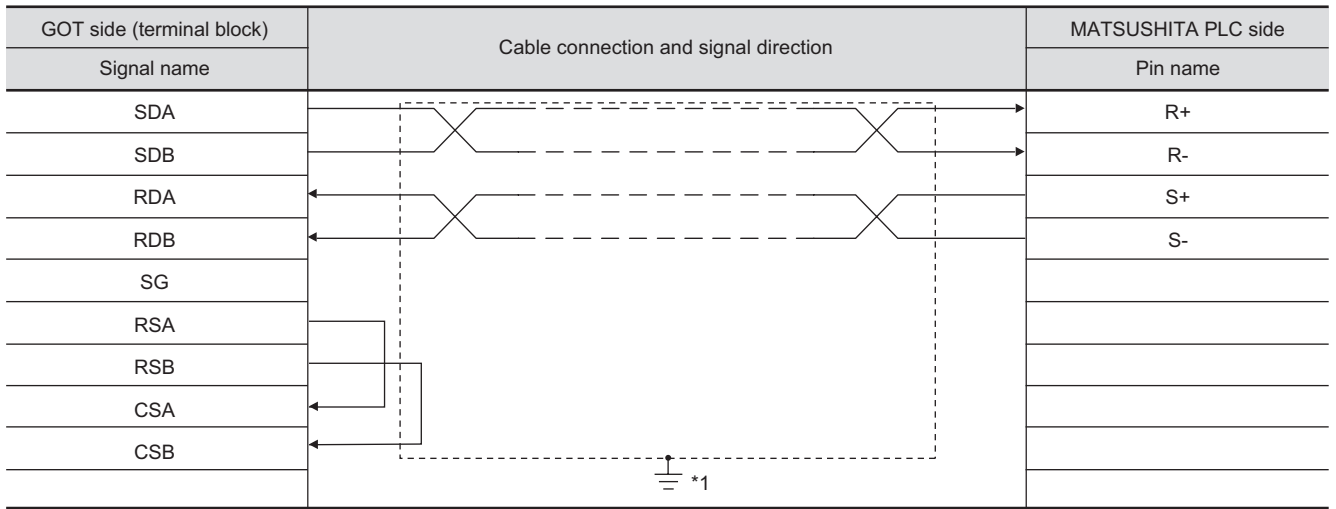 GOT side (terminal block)
Cable connection and signal direction
MATSUSHITA PLC side
Signal name
Pin name
SDA
R+
SDB
R-
RDA
S+
RDB
S-
SG
RSA
RSB
CSA
CSB
*1